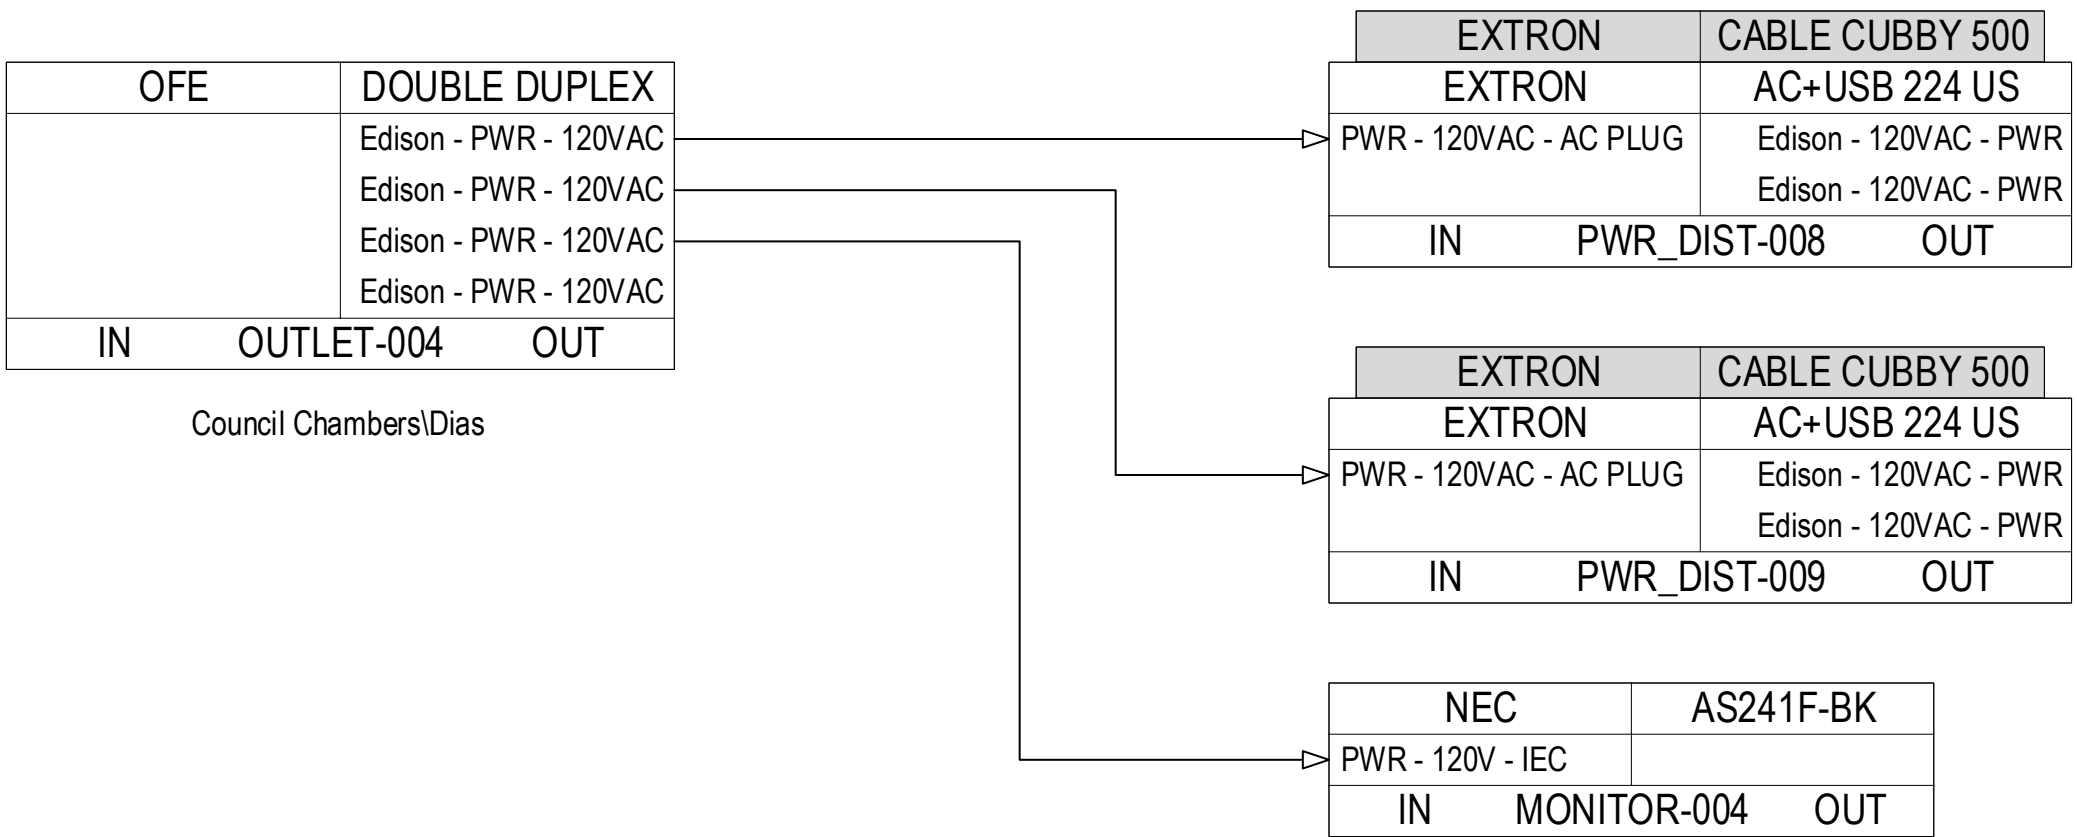 OFE DOUBLE DUPLEX
Edison - PWR - 120VAC
Edison - PWR - 120VAC
Edison - PWR - 120VAC
Edison - PWR - 120VAC
IN OUTLET-004 OUT
Council Chambers\Dias
EXTRON CABLE CUBBY 500
EXTRON AC+USB 224 US
PWR - 120VAC - AC PLUG Edison - 120VAC - PWR
Edison - 120VAC - PWR
IN PWR_DIST-008 OUT
EXTRON CABLE CUBBY 500
EXTRON AC+USB 224 US
PWR - 120VAC - AC PLUG Edison - 120VAC - PWR
Edison - 120VAC - PWR
IN PWR_DIST-009 OUT
NEC AS241F-BK
PWR - 120V - IEC
IN MONITOR-004 OUT